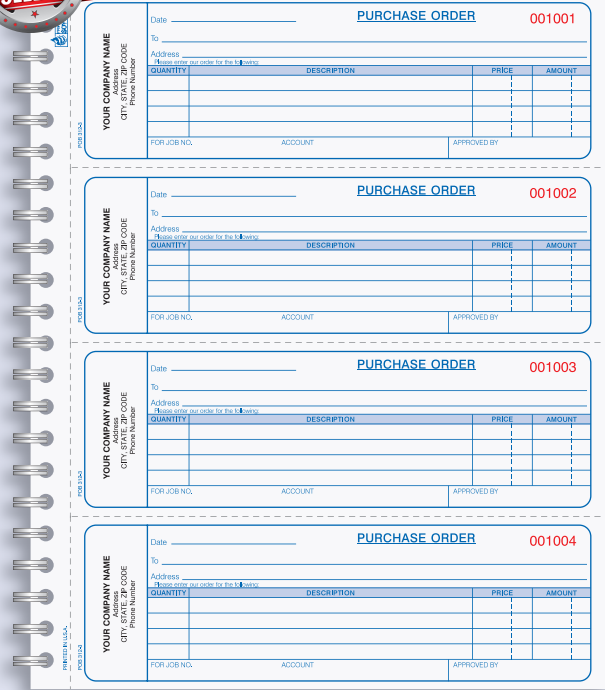 Date PURCHASE ORDER 001001
To
Address
Please enter our order for the following:
QUANTITY DESCRIPTION PRICE AMOUNT
FOR JOB NO. ACCOUNT APPROVED BY
YOUR COMPANY NAME
Address
CITY, STATE, ZIP CODE
Phone Number
Date PURCHASE ORDER 001002
To
Address
Please enter our order for the following:
QUANTITY DESCRIPTION PRICE AMOUNT
FOR JOB NO. ACCOUNT APPROVED BY
YOUR COMPANY NAME
Address
CITY, STATE, ZIP CODE
Phone Number
Date PURCHASE ORDER 001003
To
Address
Please enter our order for the following:
QUANTITY DESCRIPTION PRICE AMOUNT
FOR JOB NO. ACCOUNT APPROVED BY
YOUR COMPANY NAME
Address
CITY, STATE, ZIP CODE
Phone Number
Date PURCHASE ORDER 001004
To
Address
Please enter our order for the following:
QUANTITY DESCRIPTION PRICE AMOUNT
FOR JOB NO. ACCOUNT APPROVED BY
YOUR COMPANY NAME
Address
CITY, STATE, ZIP CODE
Phone Number
PRINTED IN U.S.A.